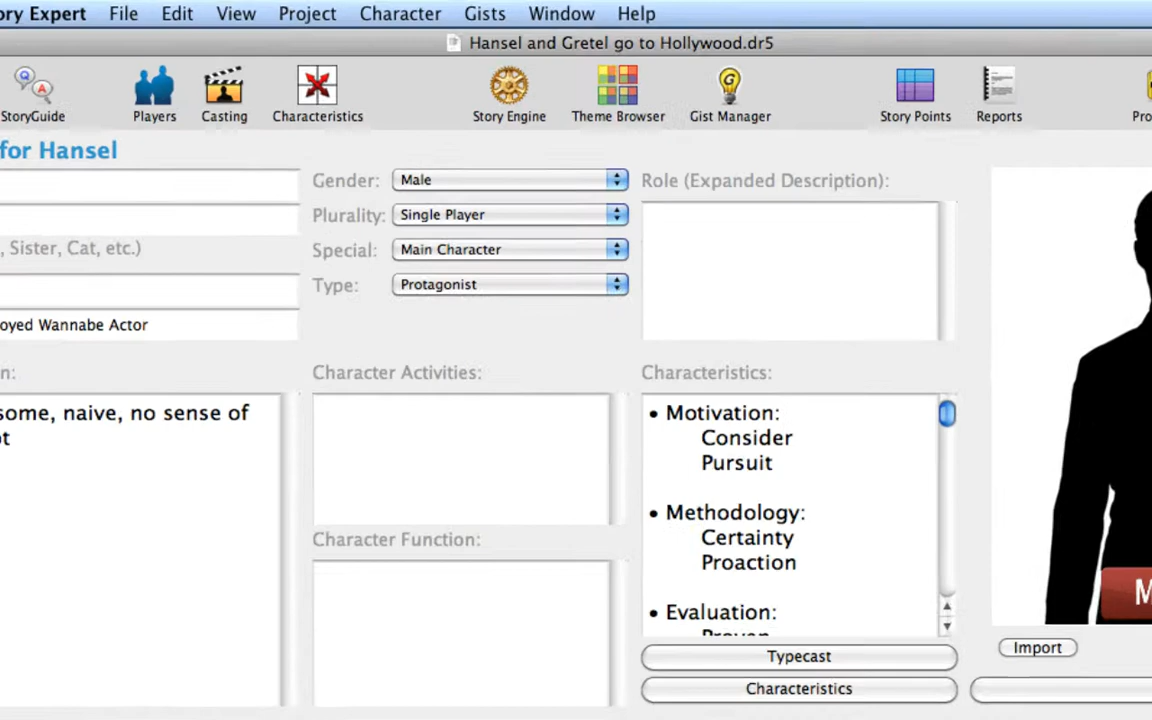 ory Expert File Edit View Project Character Gists Window Help
Hansel and Gretel go to Hollywood.dr5
StoryGuide Players Casting Characteristics Story Engine Theme Browser Gist Manager Story Points Reports Pro
for Hansel
Gender: Male
Role (Expanded Description):
Plurality: Single Player
, Sister, Cat, etc.)
Special: Main Character
Type: Protagonist
oyed Wannabe Actor
n:
Character Activities:
Characteristics:
some, naive, no sense of
ot
• Motivation:
Consider
Pursuit
• Methodology:
Certainty
Proaction
Character Function:
• Evaluation:
Proven
M
Import
Typecast
Characteristics